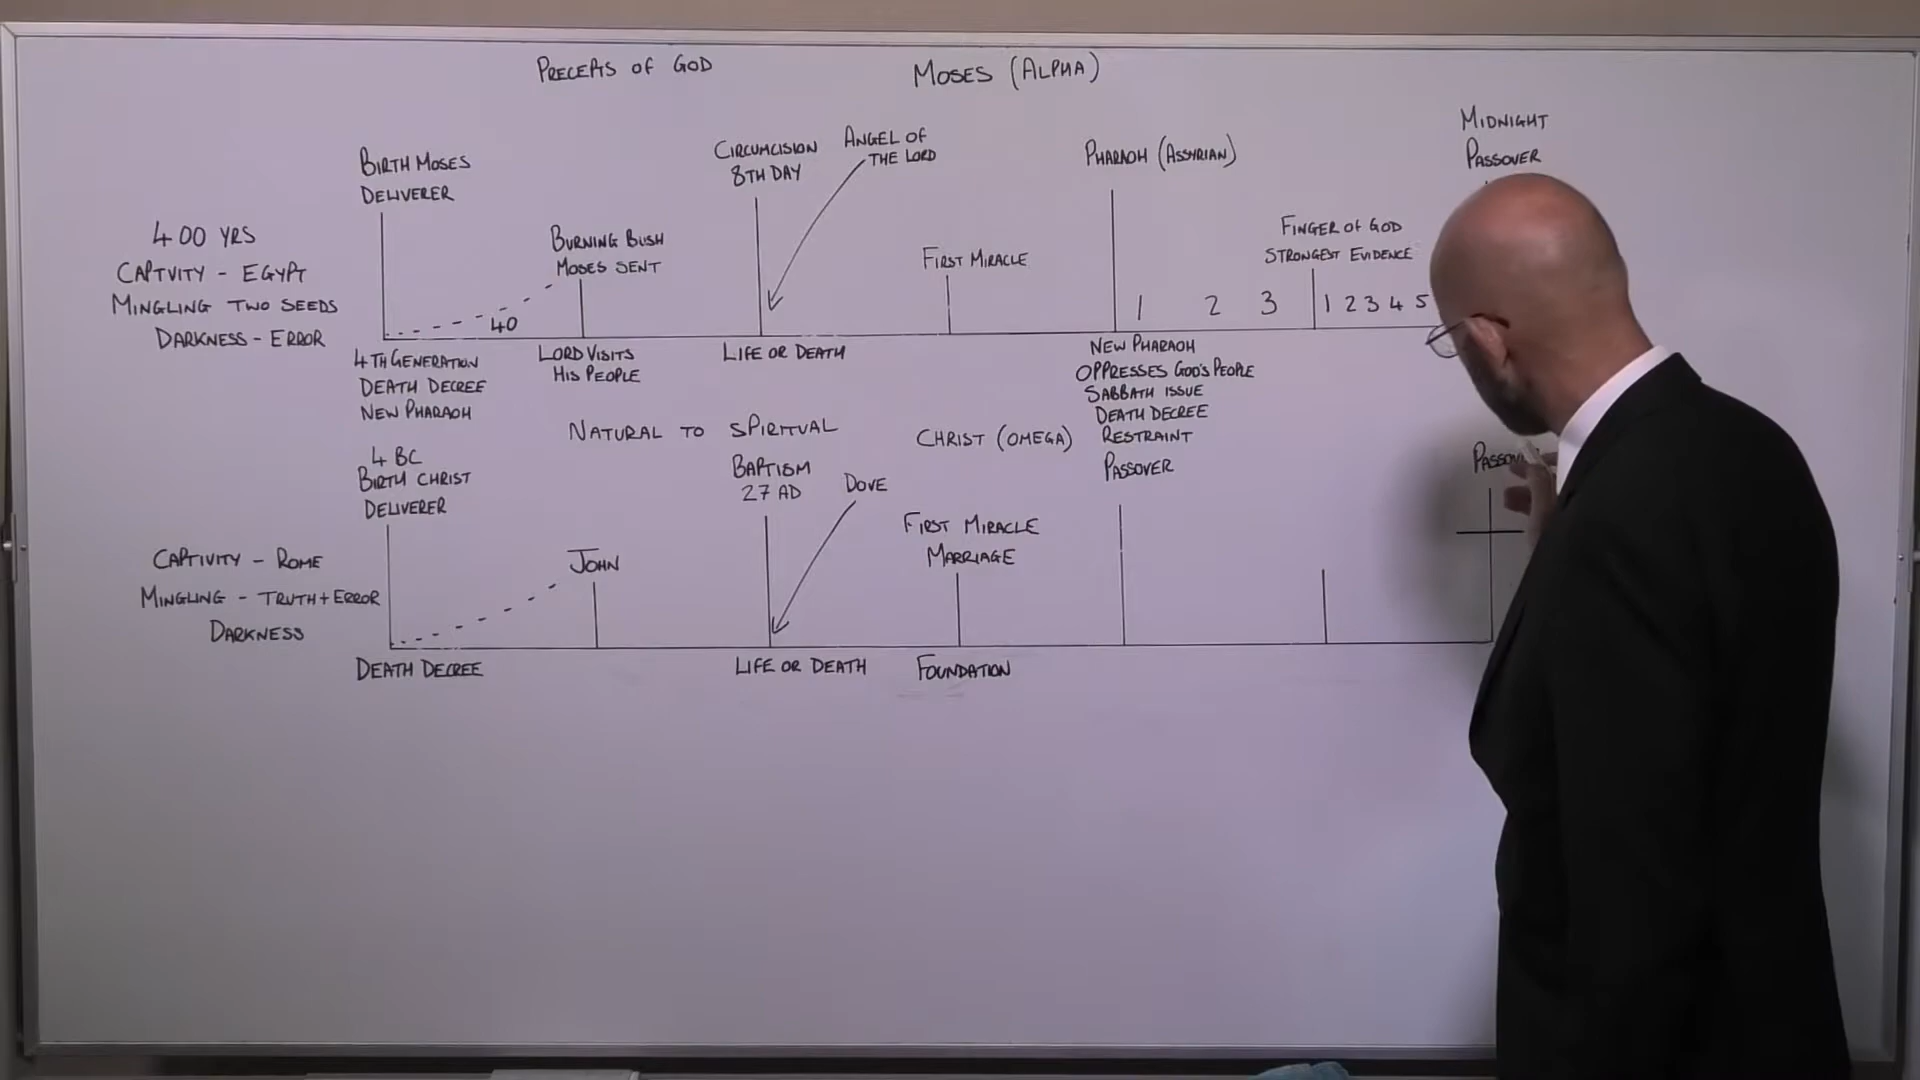 PRECEPTS OF GOD
MOSES (ALPHA)
400 YRS
CAPTVITY - EGYPT
MINGLING TWO SEEDS
DARKNESS - ERROR
BIRTH MOSES
DELIVERER
40
4TH GENERATION
DEATH DECREE
NEW PHARAOH
BURNING BUSH
MOSES SENT
LORD VISITS
HIS PEOPLE
CIRCUMCISION
8TH DAY
ANGEL OF
THE LORD
LIFE OR DEATH
FIRST MIRACLE
PHARAOH (ASSYRIAN)
1 2 3
NEW PHARAOH
OPPRESSES GOD'S PEOPLE
SABBATH ISSUE
DEATH DECREE
RESTRAINT
PASSOVER
FINGER OF GOD
STRONGEST EVIDENCE
1 2 3 4 5
MIDNIGHT
PASSOVER
NATURAL TO SPIRITUAL
CHRIST (OMEGA)
CAPTIVITY - ROME
MINGLING - TRUTH + ERROR
DARKNESS
4 BC
BIRTH CHRIST
DELIVERER
DEATH DECREE
JOHN
BAPTISM
27 AD
DOVE
LIFE OR DEATH
FIRST MIRACLE
MARRIAGE
FOUNDATION